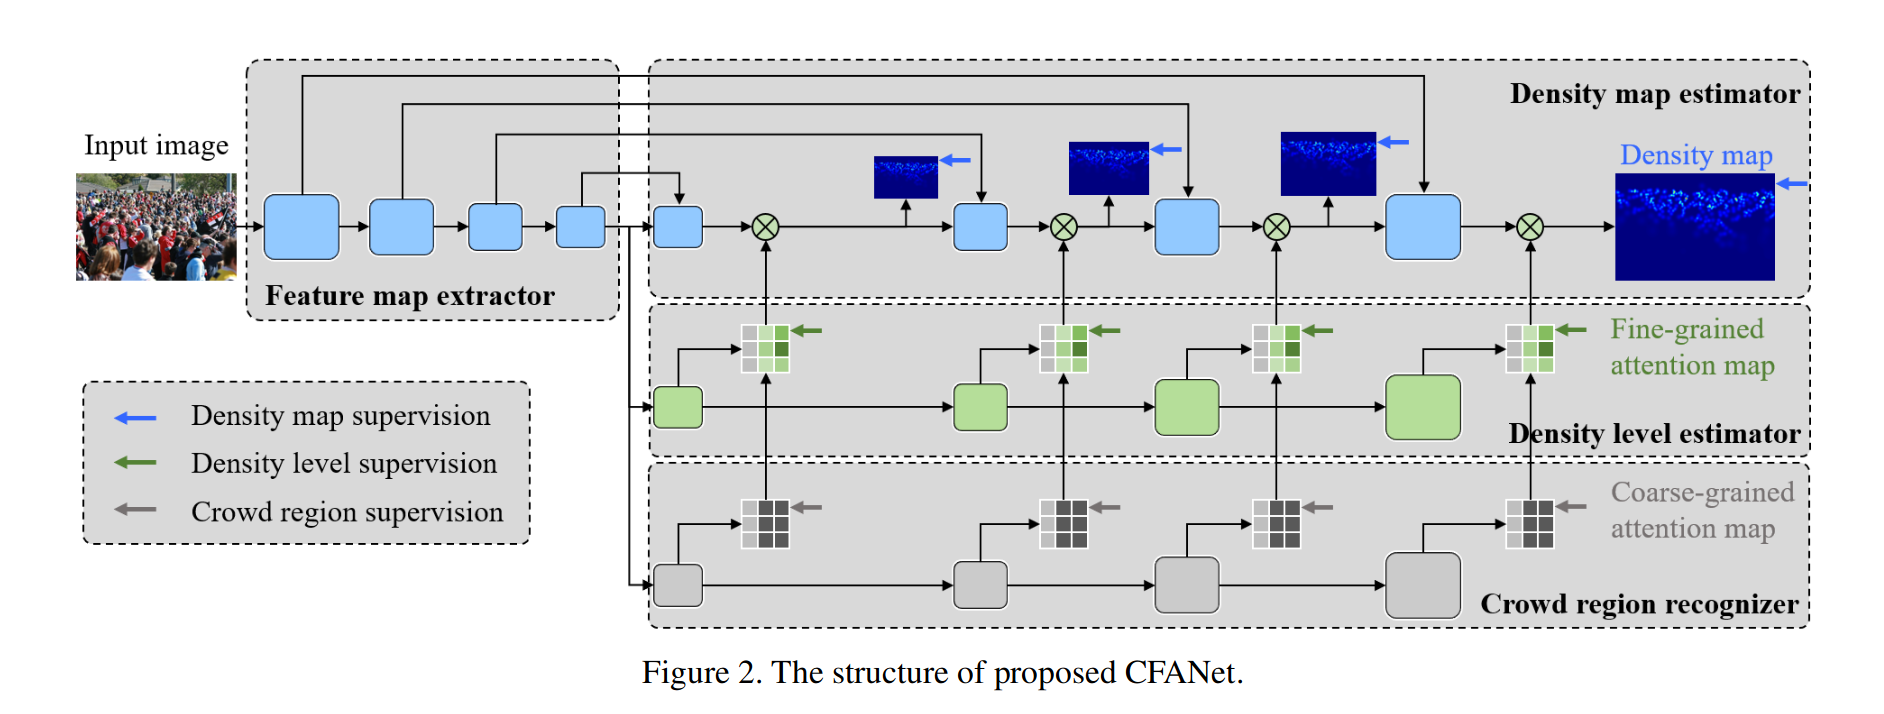 Input image
Feature map extractor
Density map estimator
Density map
Fine-grained
attention map
Density level estimator
Coarse-grained
attention map
Crowd region recognizer
Density map supervision
Density level supervision
Crowd region supervision
Figure 2. The structure of proposed CFANet.